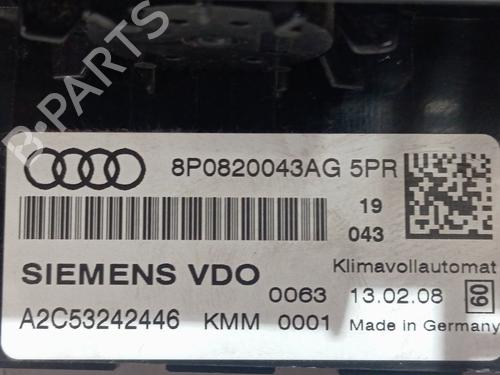 8P0820043AG 5PR
19
043
SIEMENS VDO
Klimavollautomat
0063 13.02.08 60
A2C53242446 KMM 0001 Made in Germany
B-PARTS